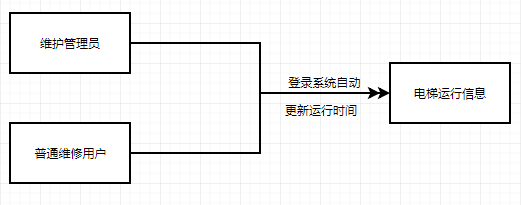 维护管理员
登录系统自动
更新运行时间
电梯运行信息
普通维修用户